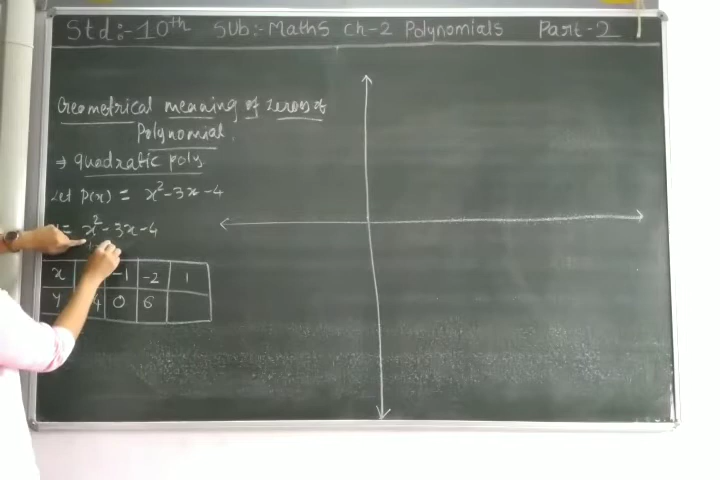 Std:-10th Sub:- Maths Ch-2 Polynomials Part-2
Geometrical meaning of zeroes of
Polynomial.
⇒ quadratic poly.
Let P(x) = x²-3x-4
= x²-3x-4
x -1 -2 1
y 4 0 6